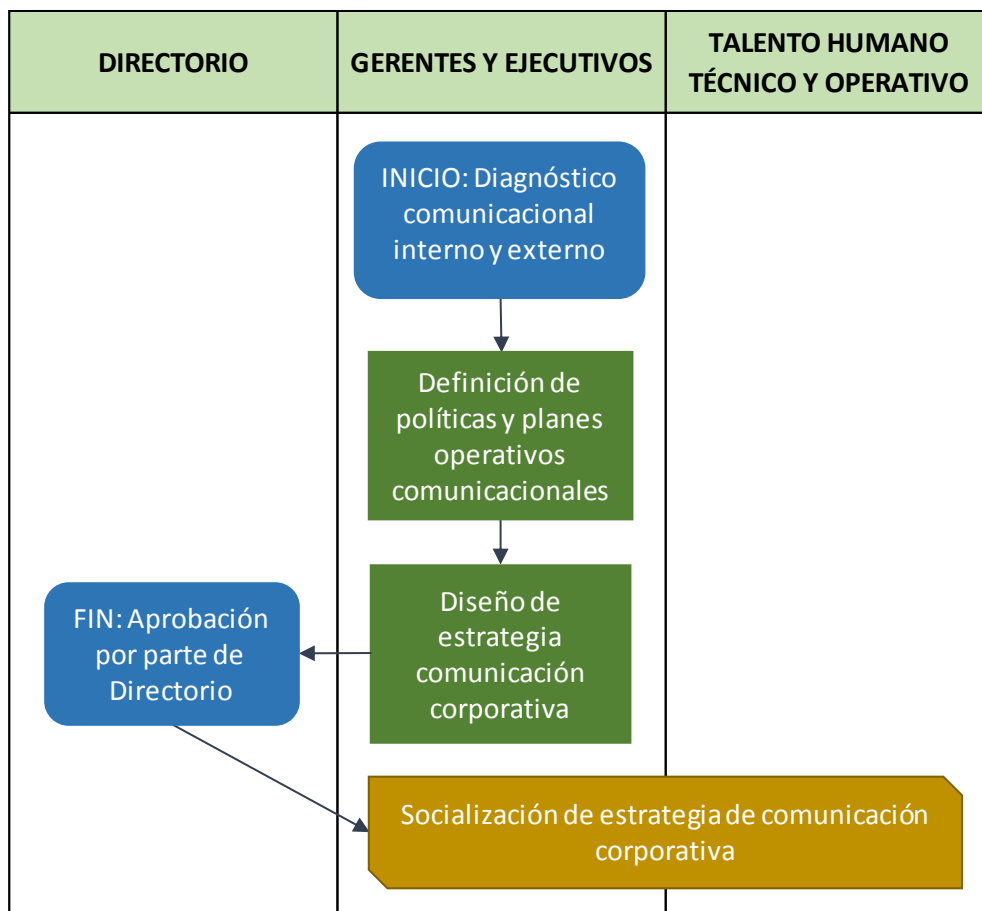 DIRECTORIO
GERENTES Y EJECUTIVOS
TALENTO HUMANO
TÉCNICO Y OPERATIVO
INICIO: Diagnóstico
comunicacional
interno y externo
Definición de
políticas y planes
operativos
comunicacionales
Diseño de
estrategia
comunicación
corporativa
FIN: Aprobación
por parte de
Directorio
Socialización de estrategia de comunicación
corporativa